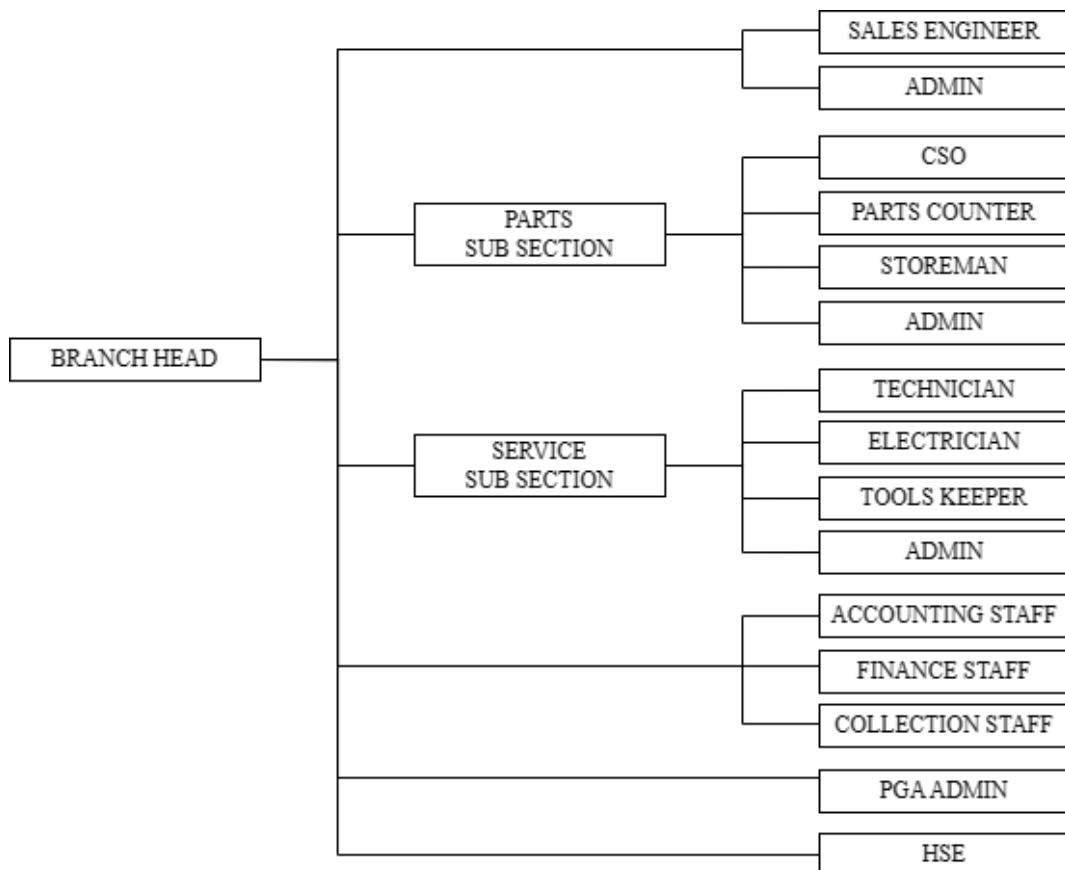 SALES ENGINEER
ADMIN
CSO
PARTS
SUB SECTION
PARTS COUNTER
STOREMAN
ADMIN
BRANCH HEAD
TECHNICIAN
SERVICE
SUB SECTION
ELECTRICIAN
TOOLS KEEPER
ADMIN
ACCOUNTING STAFF
FINANCE STAFF
COLLECTION STAFF
PGA ADMIN
HSE